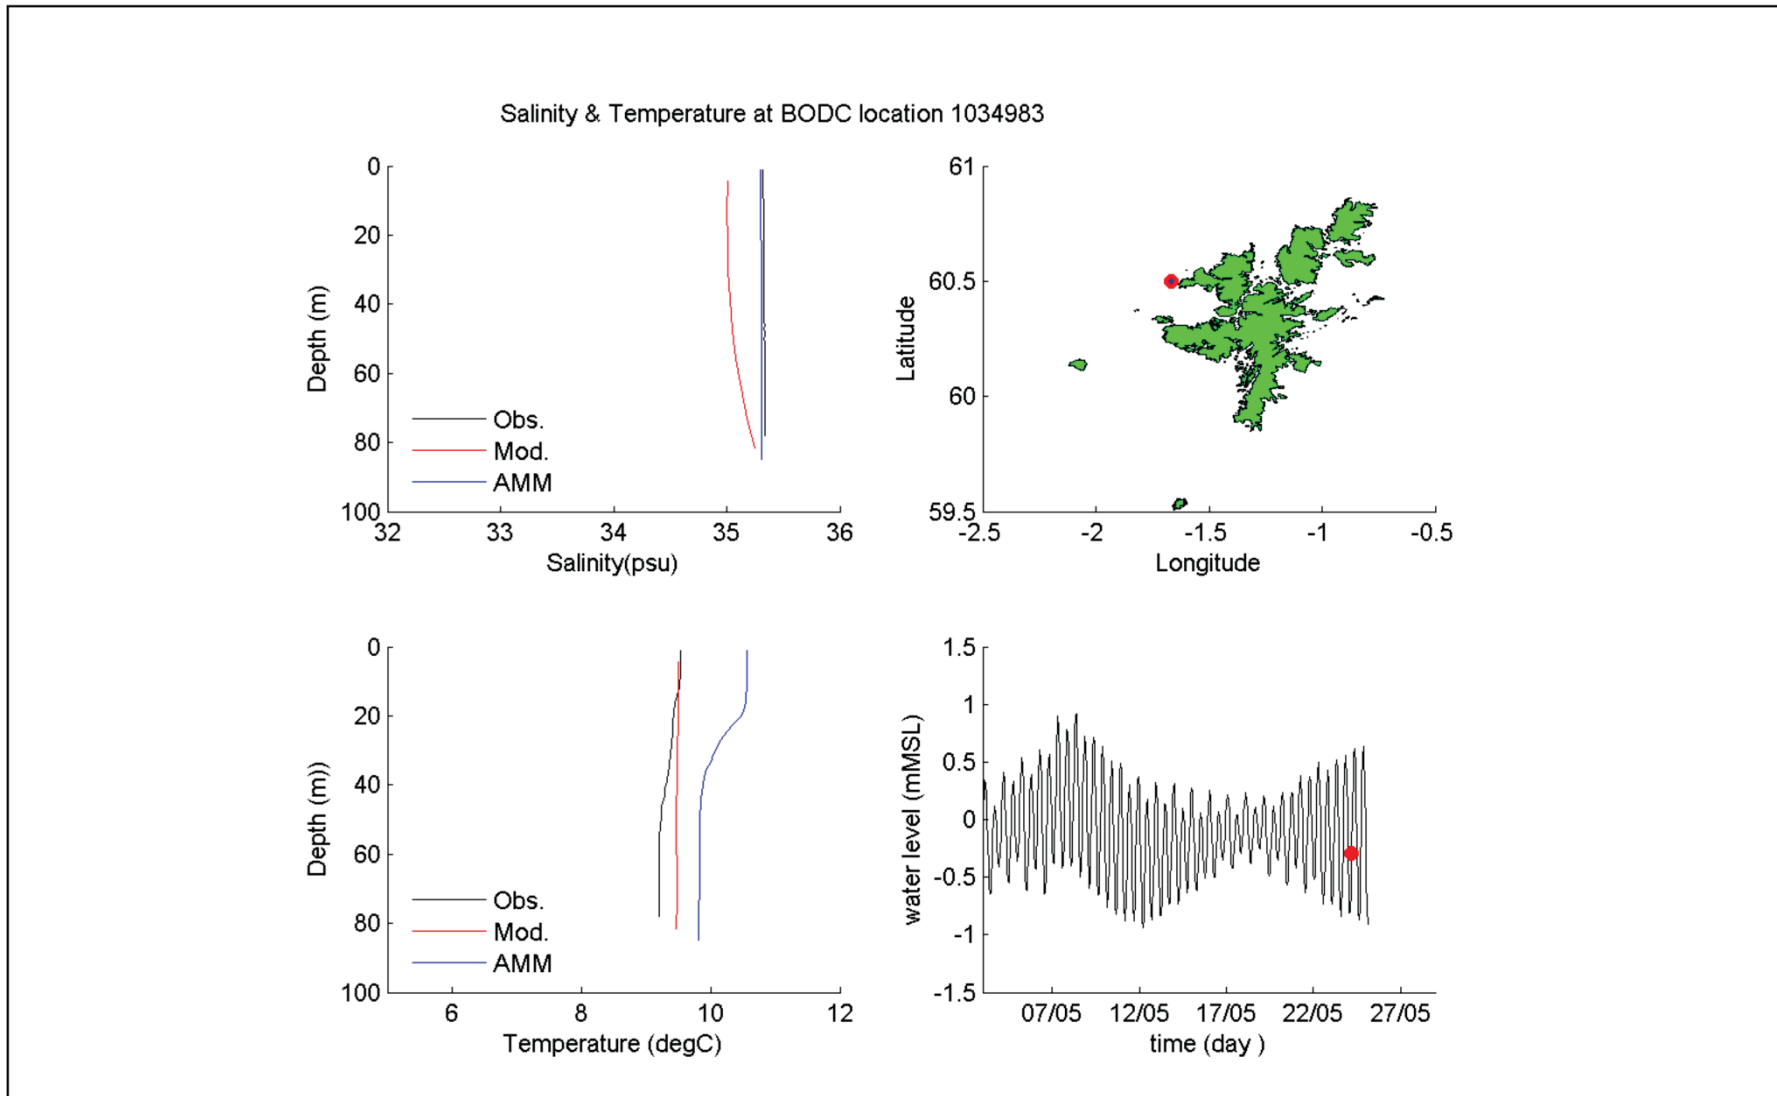 Salinity & Temperature at BODC location 1034983
0
20
40
60
80
100
Depth (m)
Obs.
Mod.
AMM
32
33
34
35
36
Salinity(psu)
61
60.5
60
59.5
Latitude
-2.5
-2
-1.5
-1
-0.5
Longitude
0
20
40
60
80
100
Depth (m))
Obs.
Mod.
AMM
6
8
10
12
Temperature (degC)
1.5
1
0.5
0
-0.5
-1
-1.5
water level (mMSL)
07/05
12/05
17/05
22/05
27/05
time (day )